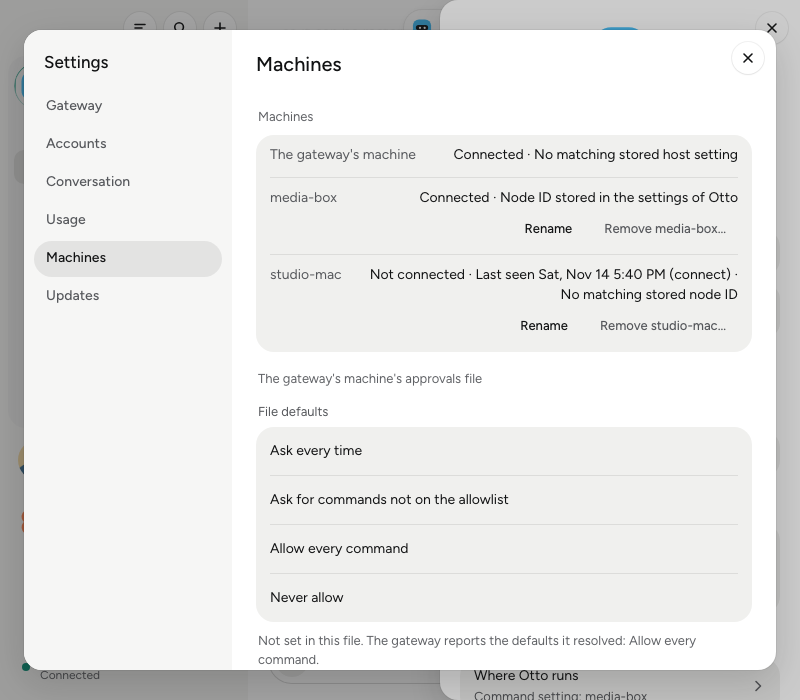 Settings
Gateway
Accounts
Conversation
Usage
Machines
Updates
Machines
Machines
The gateway's machine Connected · No matching stored host setting
media-box Connected · Node ID stored in the settings of Otto
Rename Remove media-box...
studio-mac Not connected · Last seen Sat, Nov 14 5:40 PM (connect) ·
No matching stored node ID
Rename Remove studio-mac...
The gateway's machine's approvals file
File defaults
Ask every time
Ask for commands not on the allowlist
Allow every command
Never allow
Not set in this file. The gateway reports the defaults it resolved: Allow every
command.
Connected
Where Otto runs
Command setting: media-box